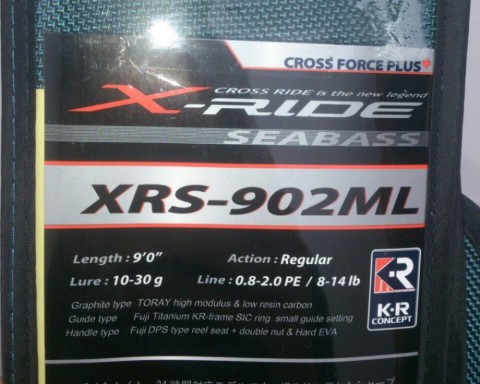 CROSS FORCE PLUS+
CROSS RIDE is the new legend
X-RIDE
SEABASS
XRS-902ML
Length : 9'0" Action : Regular
Lure : 10-30 g Line : 0.8-2.0 PE / 8-14 lb
Graphite type TORAY high modulus & low resin carbon
Guide type Fuji Titanium KR-frame SIC ring small guide setting
Handle type Fuji DPS type reel seat + double nut & Hard EVA
KR
K·R
CONCEPT